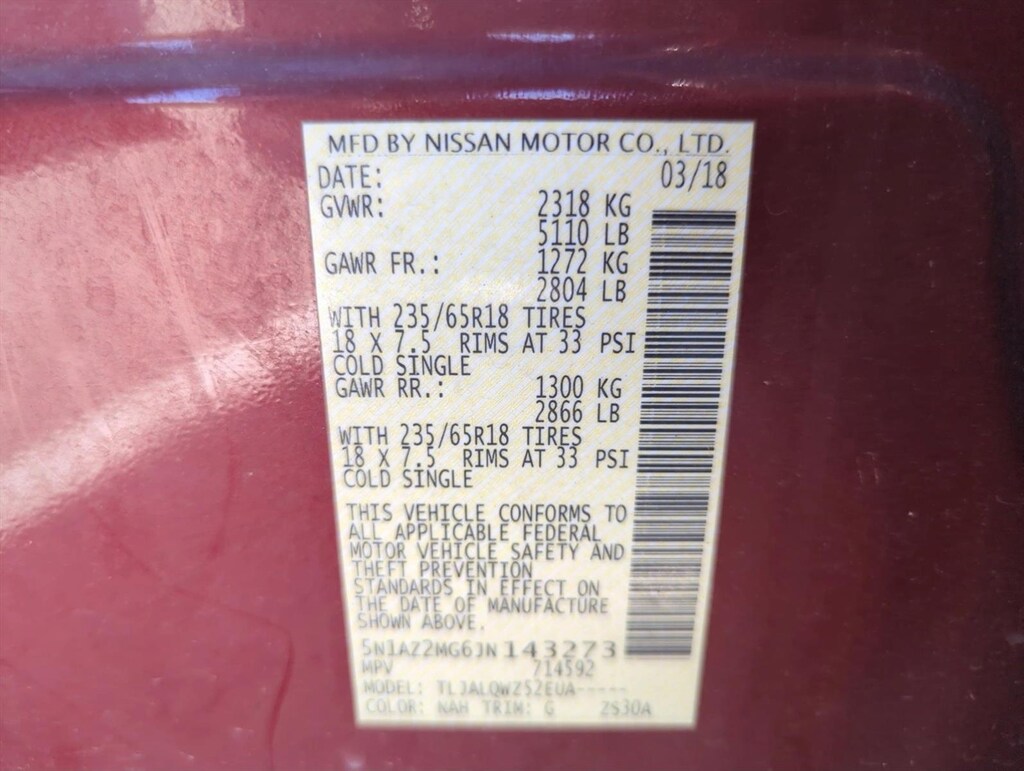 MFD BY NISSAN MOTOR CO., LTD.
DATE: 03/18
GVWR: 2318 KG
5110 LB
GAWR FR.: 1272 KG
2804 LB
WITH 235/65R18 TIRES
18 X 7.5 RIMS AT 33 PSI
COLD SINGLE
GAWR RR.: 1300 KG
2866 LB
WITH 235/65R18 TIRES
18 X 7.5 RIMS AT 33 PSI
COLD SINGLE
THIS VEHICLE CONFORMS TO
ALL APPLICABLE FEDERAL
MOTOR VEHICLE SAFETY AND
THEFT PREVENTION
STANDARDS IN EFFECT ON
THE DATE OF MANUFACTURE
SHOWN ABOVE.
5N1AZ2MG6JN143273
MPV 714592
MODEL: TLJALQWZ52EUA-----
COLOR: NAH TRIM: G ZS30A